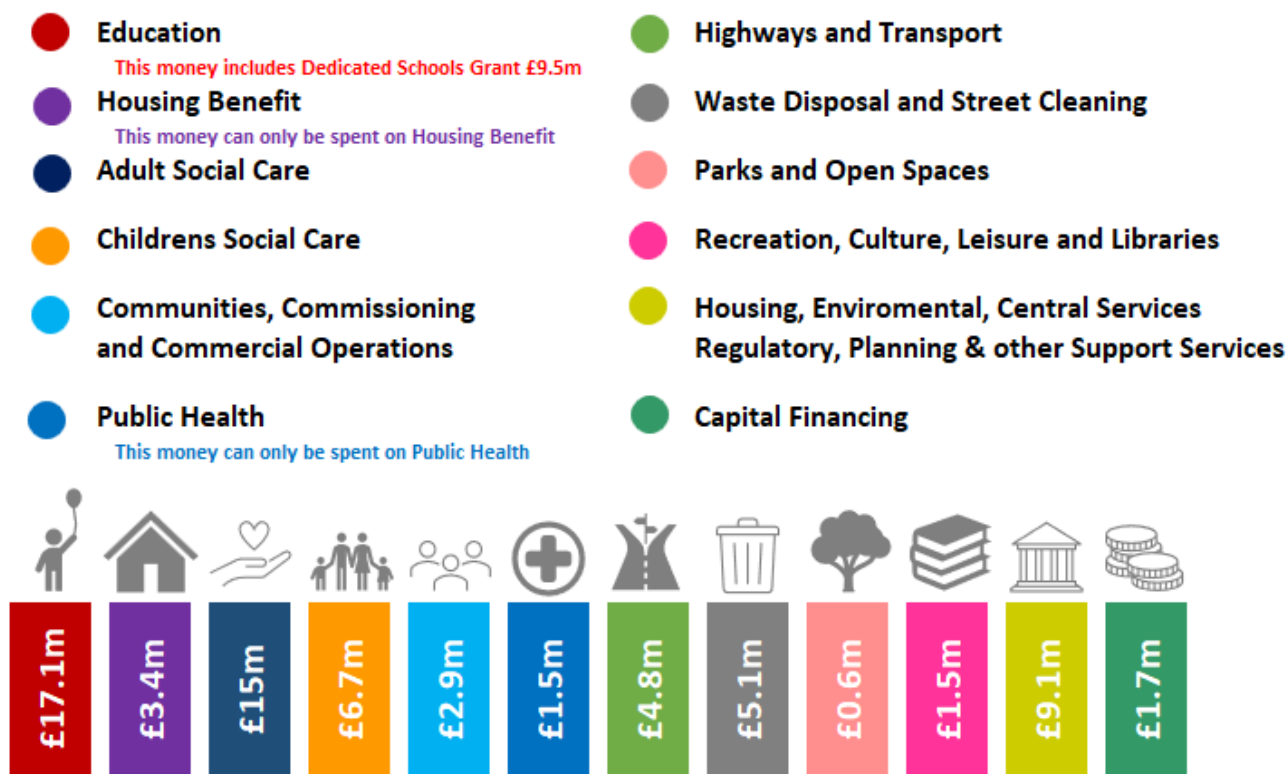 Education
This money includes Dedicated Schools Grant £9.5m
Housing Benefit
This money can only be spent on Housing Benefit
Adult Social Care
Childrens Social Care
Communities, Commissioning
and Commercial Operations
Public Health
This money can only be spent on Public Health
Highways and Transport
Waste Disposal and Street Cleaning
Parks and Open Spaces
Recreation, Culture, Leisure and Libraries
Housing, Enviromental, Central Services
Regulatory, Planning & other Support Services
Capital Financing
£17.1m
£3.4m
£15m
£6.7m
£2.9m
£1.5m
£4.8m
£5.1m
£0.6m
£1.5m
£9.1m
£1.7m